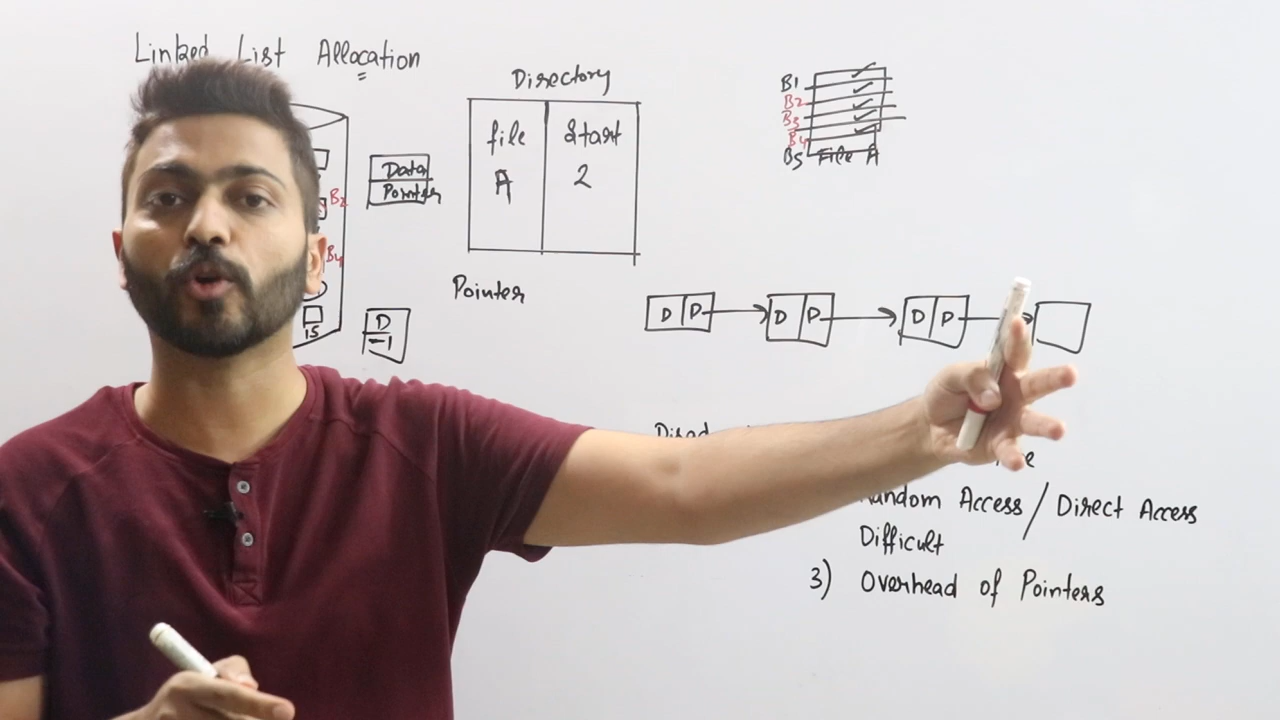 Linked List Allocation
Directory
file Start
A 2
Data
Pointer
B2
B4
15
D
-1
Pointer
B1
B2
B3
B4
B5 File A
D P
D P
D P
Random Access / Direct Access
Difficult
3) Overhead of Pointers